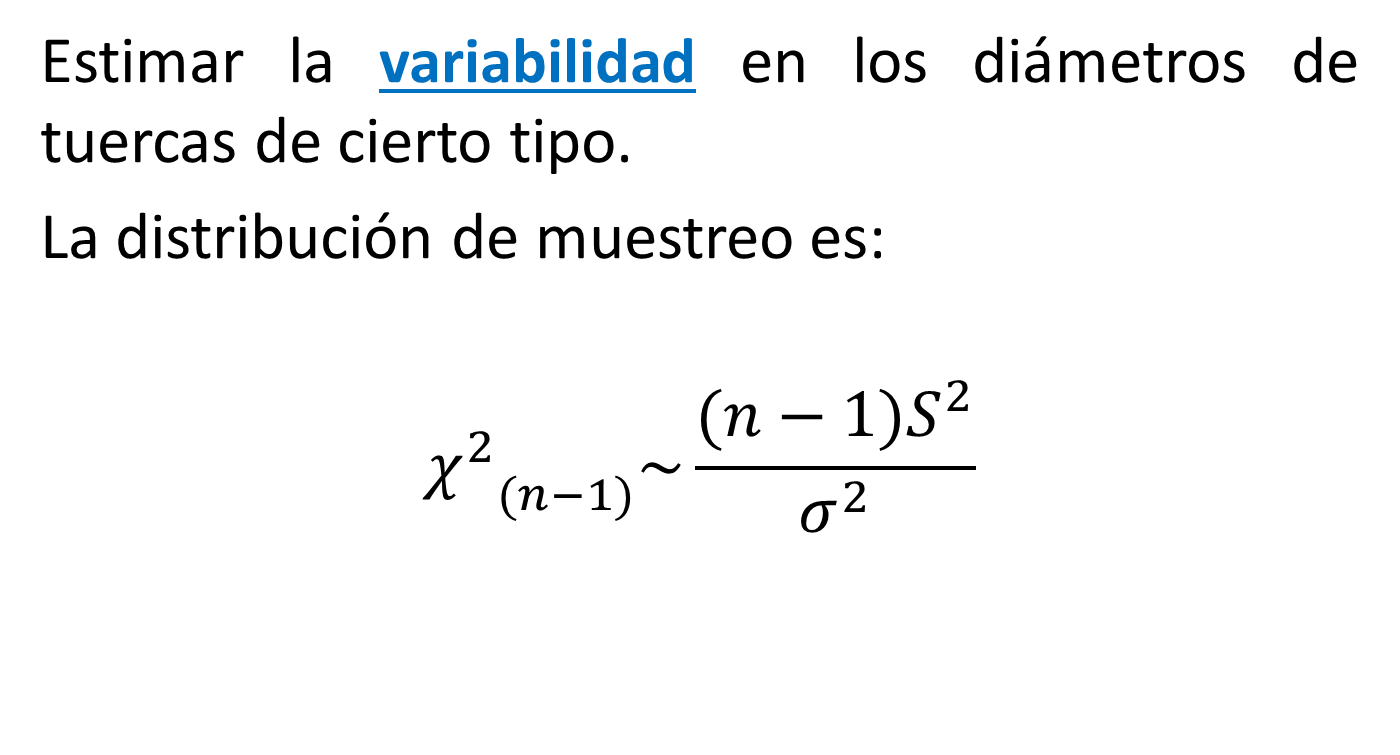 Estimar la variabilidad en los diámetros de
tuercas de cierto tipo.
La distribución de muestreo es:
χ²₍ₙ₋₁₎~(n − 1)S²/σ²